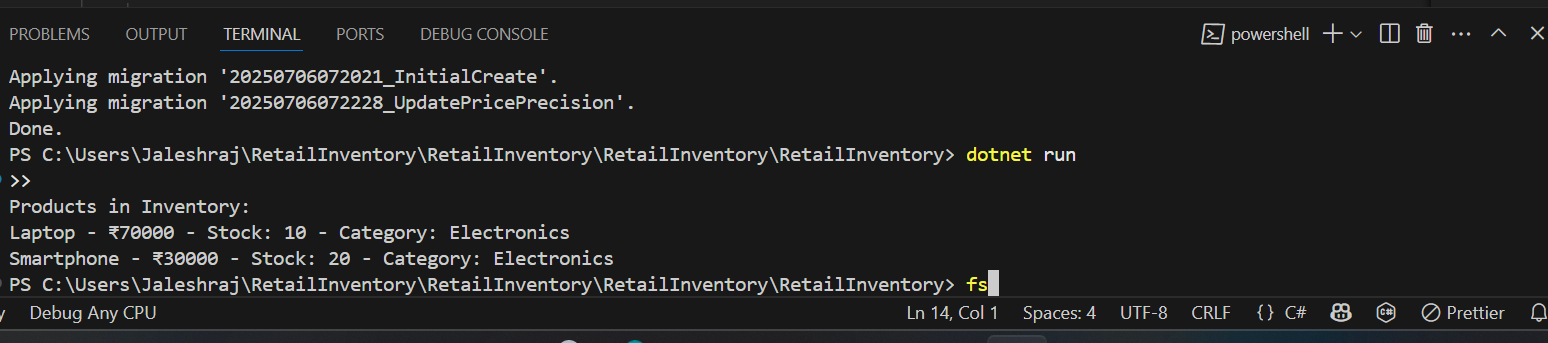 PROBLEMS OUTPUT TERMINAL PORTS DEBUG CONSOLE powershell
Applying migration '20250706072021_InitialCreate'.
Applying migration '20250706072228_UpdatePricePrecision'.
Done.
PS C:\Users\Jaleshraj\RetailInventory\RetailInventory\RetailInventory\RetailInventory> dotnet run
>>
Products in Inventory:
Laptop - ₹70000 - Stock: 10 - Category: Electronics
Smartphone - ₹30000 - Stock: 20 - Category: Electronics
PS C:\Users\Jaleshraj\RetailInventory\RetailInventory\RetailInventory\RetailInventory> fs
Debug Any CPU Ln 14, Col 1 Spaces: 4 UTF-8 CRLF {} C# C# Prettier